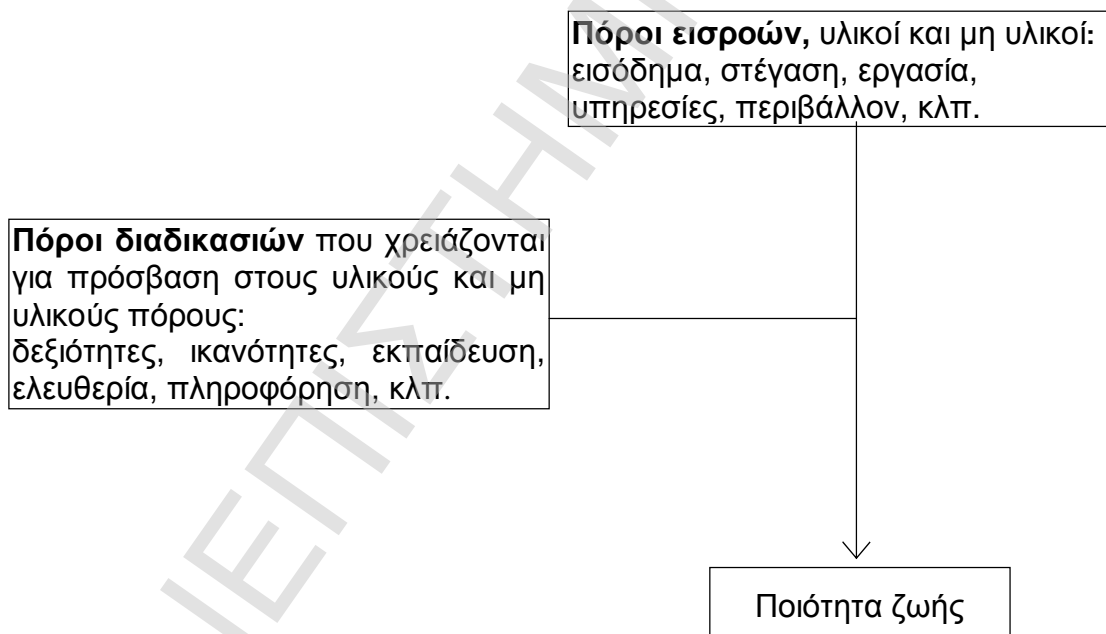 Πόροι εισροών, υλικοί και μη υλικοί:
εισόδημα, στέγαση, εργασία,
υπηρεσίες, περιβάλλον, κλπ.
Πόροι διαδικασιών που χρειάζονται
για πρόσβαση στους υλικούς και μη
υλικούς πόρους:
δεξιότητες, ικανότητες, εκπαίδευση,
ελευθερία, πληροφόρηση, κλπ.
Ποιότητα ζωής
ΙΕΠΙΣΤΗΜΙ